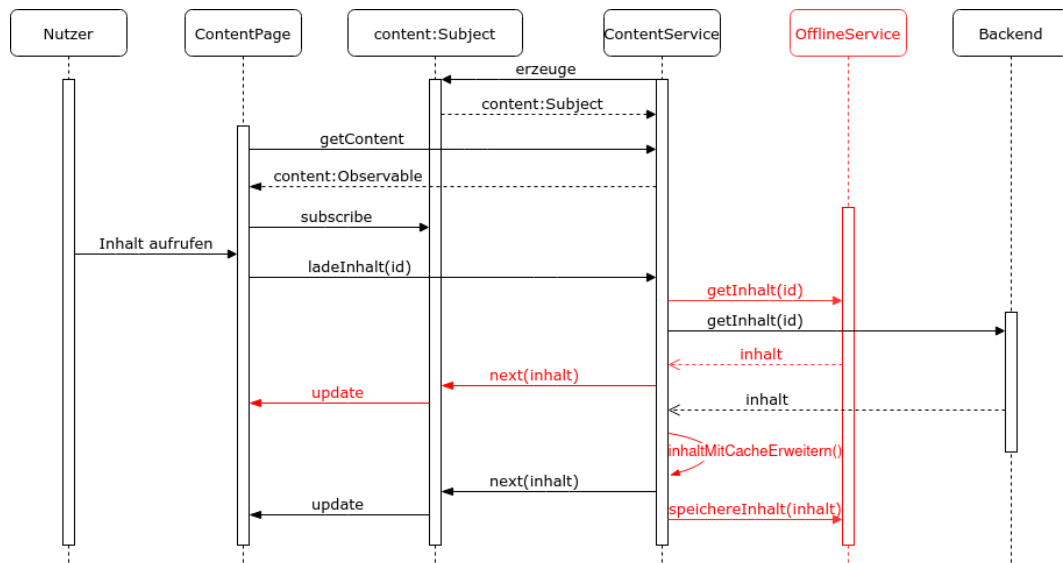 Nutzer
ContentPage
content:Subject
ContentService
OfflineService
Backend
erzeuge
content:Subject
getContent
content:Observable
subscribe
Inhalt aufrufen
ladeInhalt(id)
getInhalt(id)
getInhalt(id)
inhalt
next(inhalt)
update
inhalt
inhaltMitCacheErweitern()
next(inhalt)
update
speichereInhalt(inhalt)